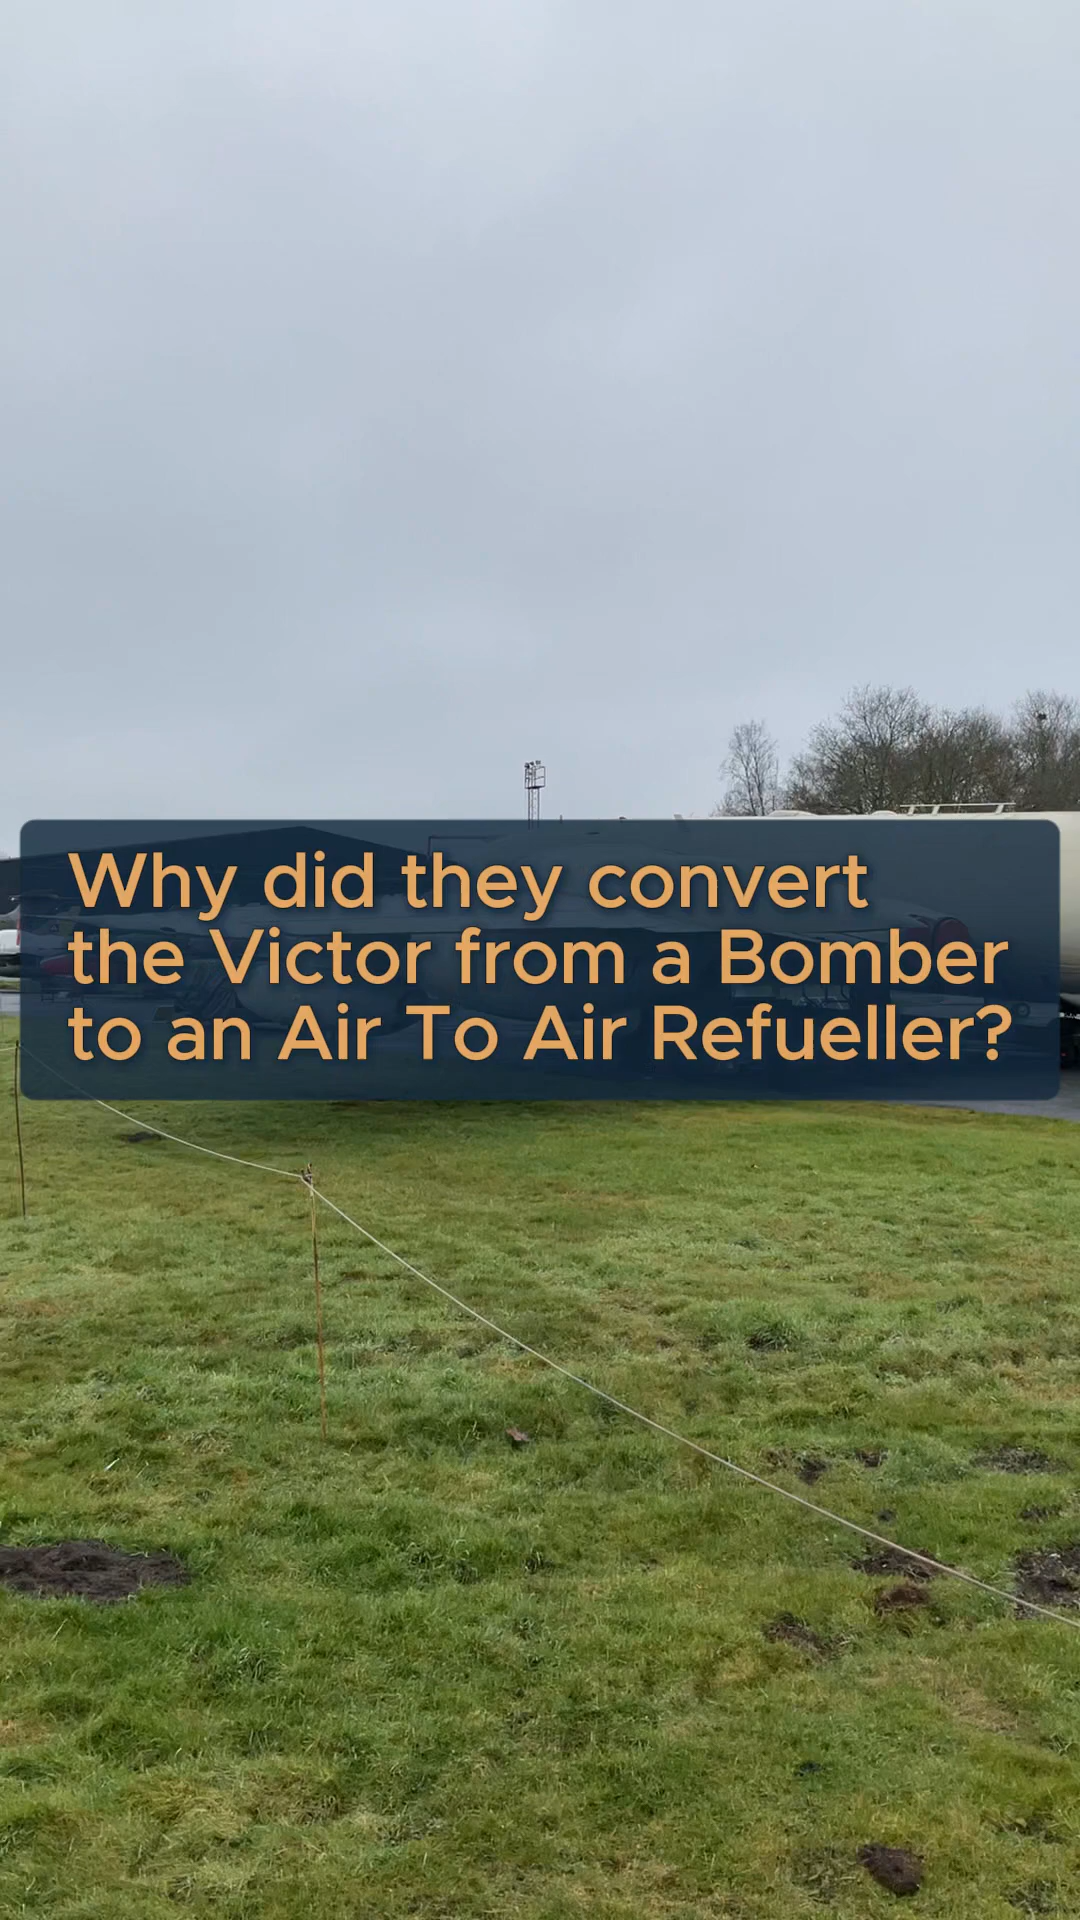 Why did they convert
the Victor from a Bomber
to an Air To Air Refueller?